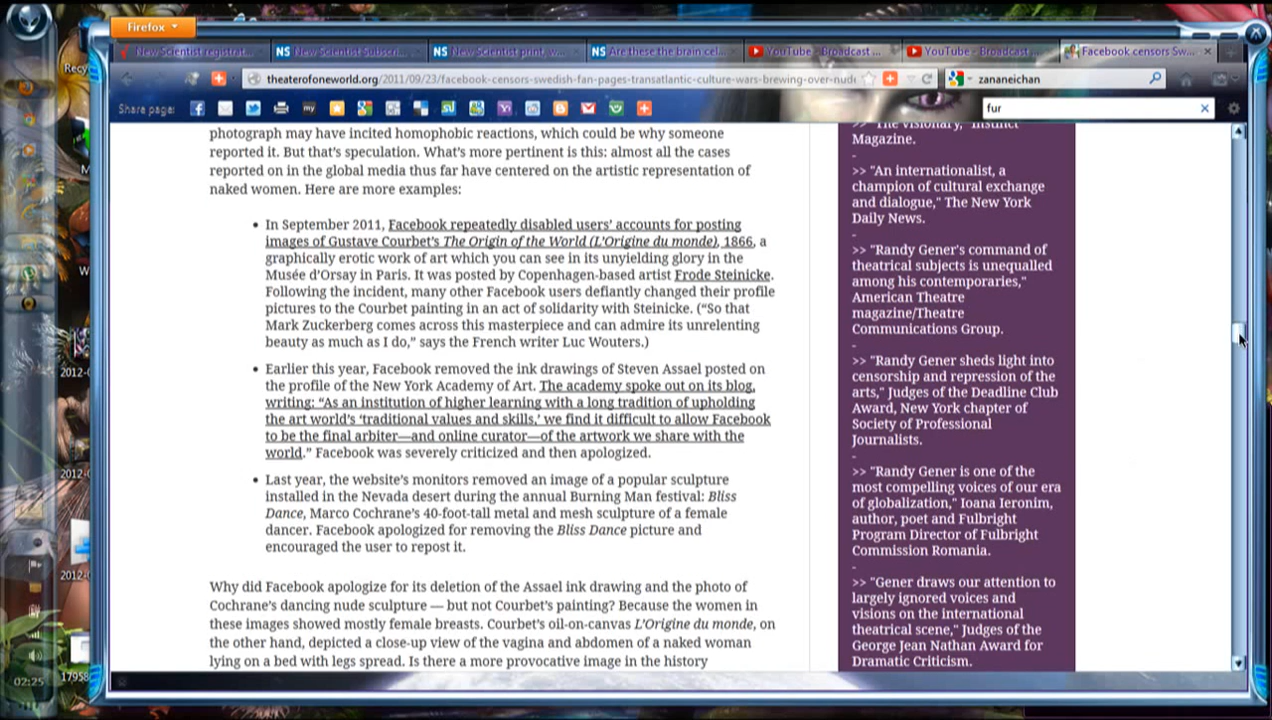 Firefox
New Scientist registrat...
New Scientist Subscri...
New Scientist print, w...
Are these the brain cel...
YouTube - Broadcast ...
YouTube - Broadcast ...
Facebook censors Sw...
theaterofoneworld.org/2011/09/23/facebook-censors-swedish-fan-pages-transatlantic-culture-wars-brewing-over-nude
zananeichan
Share page:
fur
photograph may have incited homophobic reactions, which could be why someone
reported it. But that's speculation. What's more pertinent is this: almost all the cases
reported on in the global media thus far have centered on the artistic representation of
naked women. Here are more examples:
• In September 2011, Facebook repeatedly disabled users' accounts for posting
images of Gustave Courbet's The Origin of the World (L'Origine du monde), 1866, a
graphically erotic work of art which you can see in its unyielding glory in the
Musée d'Orsay in Paris. It was posted by Copenhagen-based artist Frode Steinicke.
Following the incident, many other Facebook users defiantly changed their profile
pictures to the Courbet painting in an act of solidarity with Steinicke. ("So that
Mark Zuckerberg comes across this masterpiece and can admire its unrelenting
beauty as much as I do," says the French writer Luc Wouters.)
• Earlier this year, Facebook removed the ink drawings of Steven Assael posted on
the profile of the New York Academy of Art. The academy spoke out on its blog,
writing: "As an institution of higher learning with a long tradition of upholding
the art world's 'traditional values and skills,' we find it difficult to allow Facebook
to be the final arbiter—and online curator—of the artwork we share with the
world." Facebook was severely criticized and then apologized.
• Last year, the website's monitors removed an image of a popular sculpture
installed in the Nevada desert during the annual Burning Man festival: Bliss
Dance, Marco Cochrane's 40-foot-tall metal and mesh sculpture of a female
dancer. Facebook apologized for removing the Bliss Dance picture and
encouraged the user to repost it.
Why did Facebook apologize for its deletion of the Assael ink drawing and the photo of
Cochrane's dancing nude sculpture — but not Courbet's painting? Because the women in
these images showed mostly female breasts. Courbet's oil-on-canvas L'Origine du monde, on
the other hand, depicted a close-up view of the vagina and abdomen of a naked woman
lying on a bed with legs spread. Is there a more provocative image in the history
>> "The visionary," Instinct
Magazine.
-
>> "An internationalist, a
champion of cultural exchange
and dialogue," The New York
Daily News.
-
>> "Randy Gener's command of
theatrical subjects is unequalled
among his contemporaries,"
American Theatre
magazine/Theatre
Communications Group.
-
>> "Randy Gener sheds light into
censorship and repression of the
arts," Judges of the Deadline Club
Award, New York chapter of
Society of Professional
Journalists.
-
>> "Randy Gener is one of the
most compelling voices of our era
of globalization," Ioana Ieronim,
author, poet and Fulbright
Program Director of Fulbright
Commission Romania.
-
>> "Gener draws our attention to
largely ignored voices and
visions on the international
theatrical scene," Judges of the
George Jean Nathan Award for
Dramatic Criticism.
Recy
2012-0
2012-0
2012-0
17958
02:25